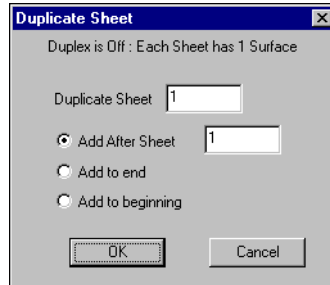 Duplicate Sheet
Duplex is Off : Each Sheet has 1 Surface
Duplicate Sheet 1
Add After Sheet 1
Add to end
Add to beginning
OK Cancel